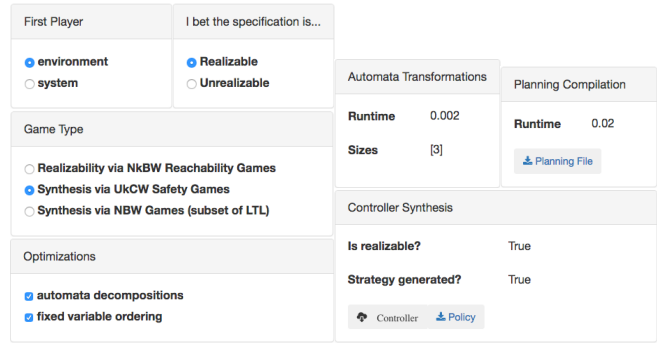 First Player
environment
system
I bet the specification is...
Realizable
Unrealizable
Game Type
Realizability via NkBW Reachability Games
Synthesis via UkCW Safety Games
Synthesis via NBW Games (subset of LTL)
Optimizations
automata decompositions
fixed variable ordering
Automata Transformations
Runtime 0.002
Sizes [3]
Planning Compilation
Runtime 0.02
Planning File
Controller Synthesis
Is realizable? True
Strategy generated? True
Controller Policy